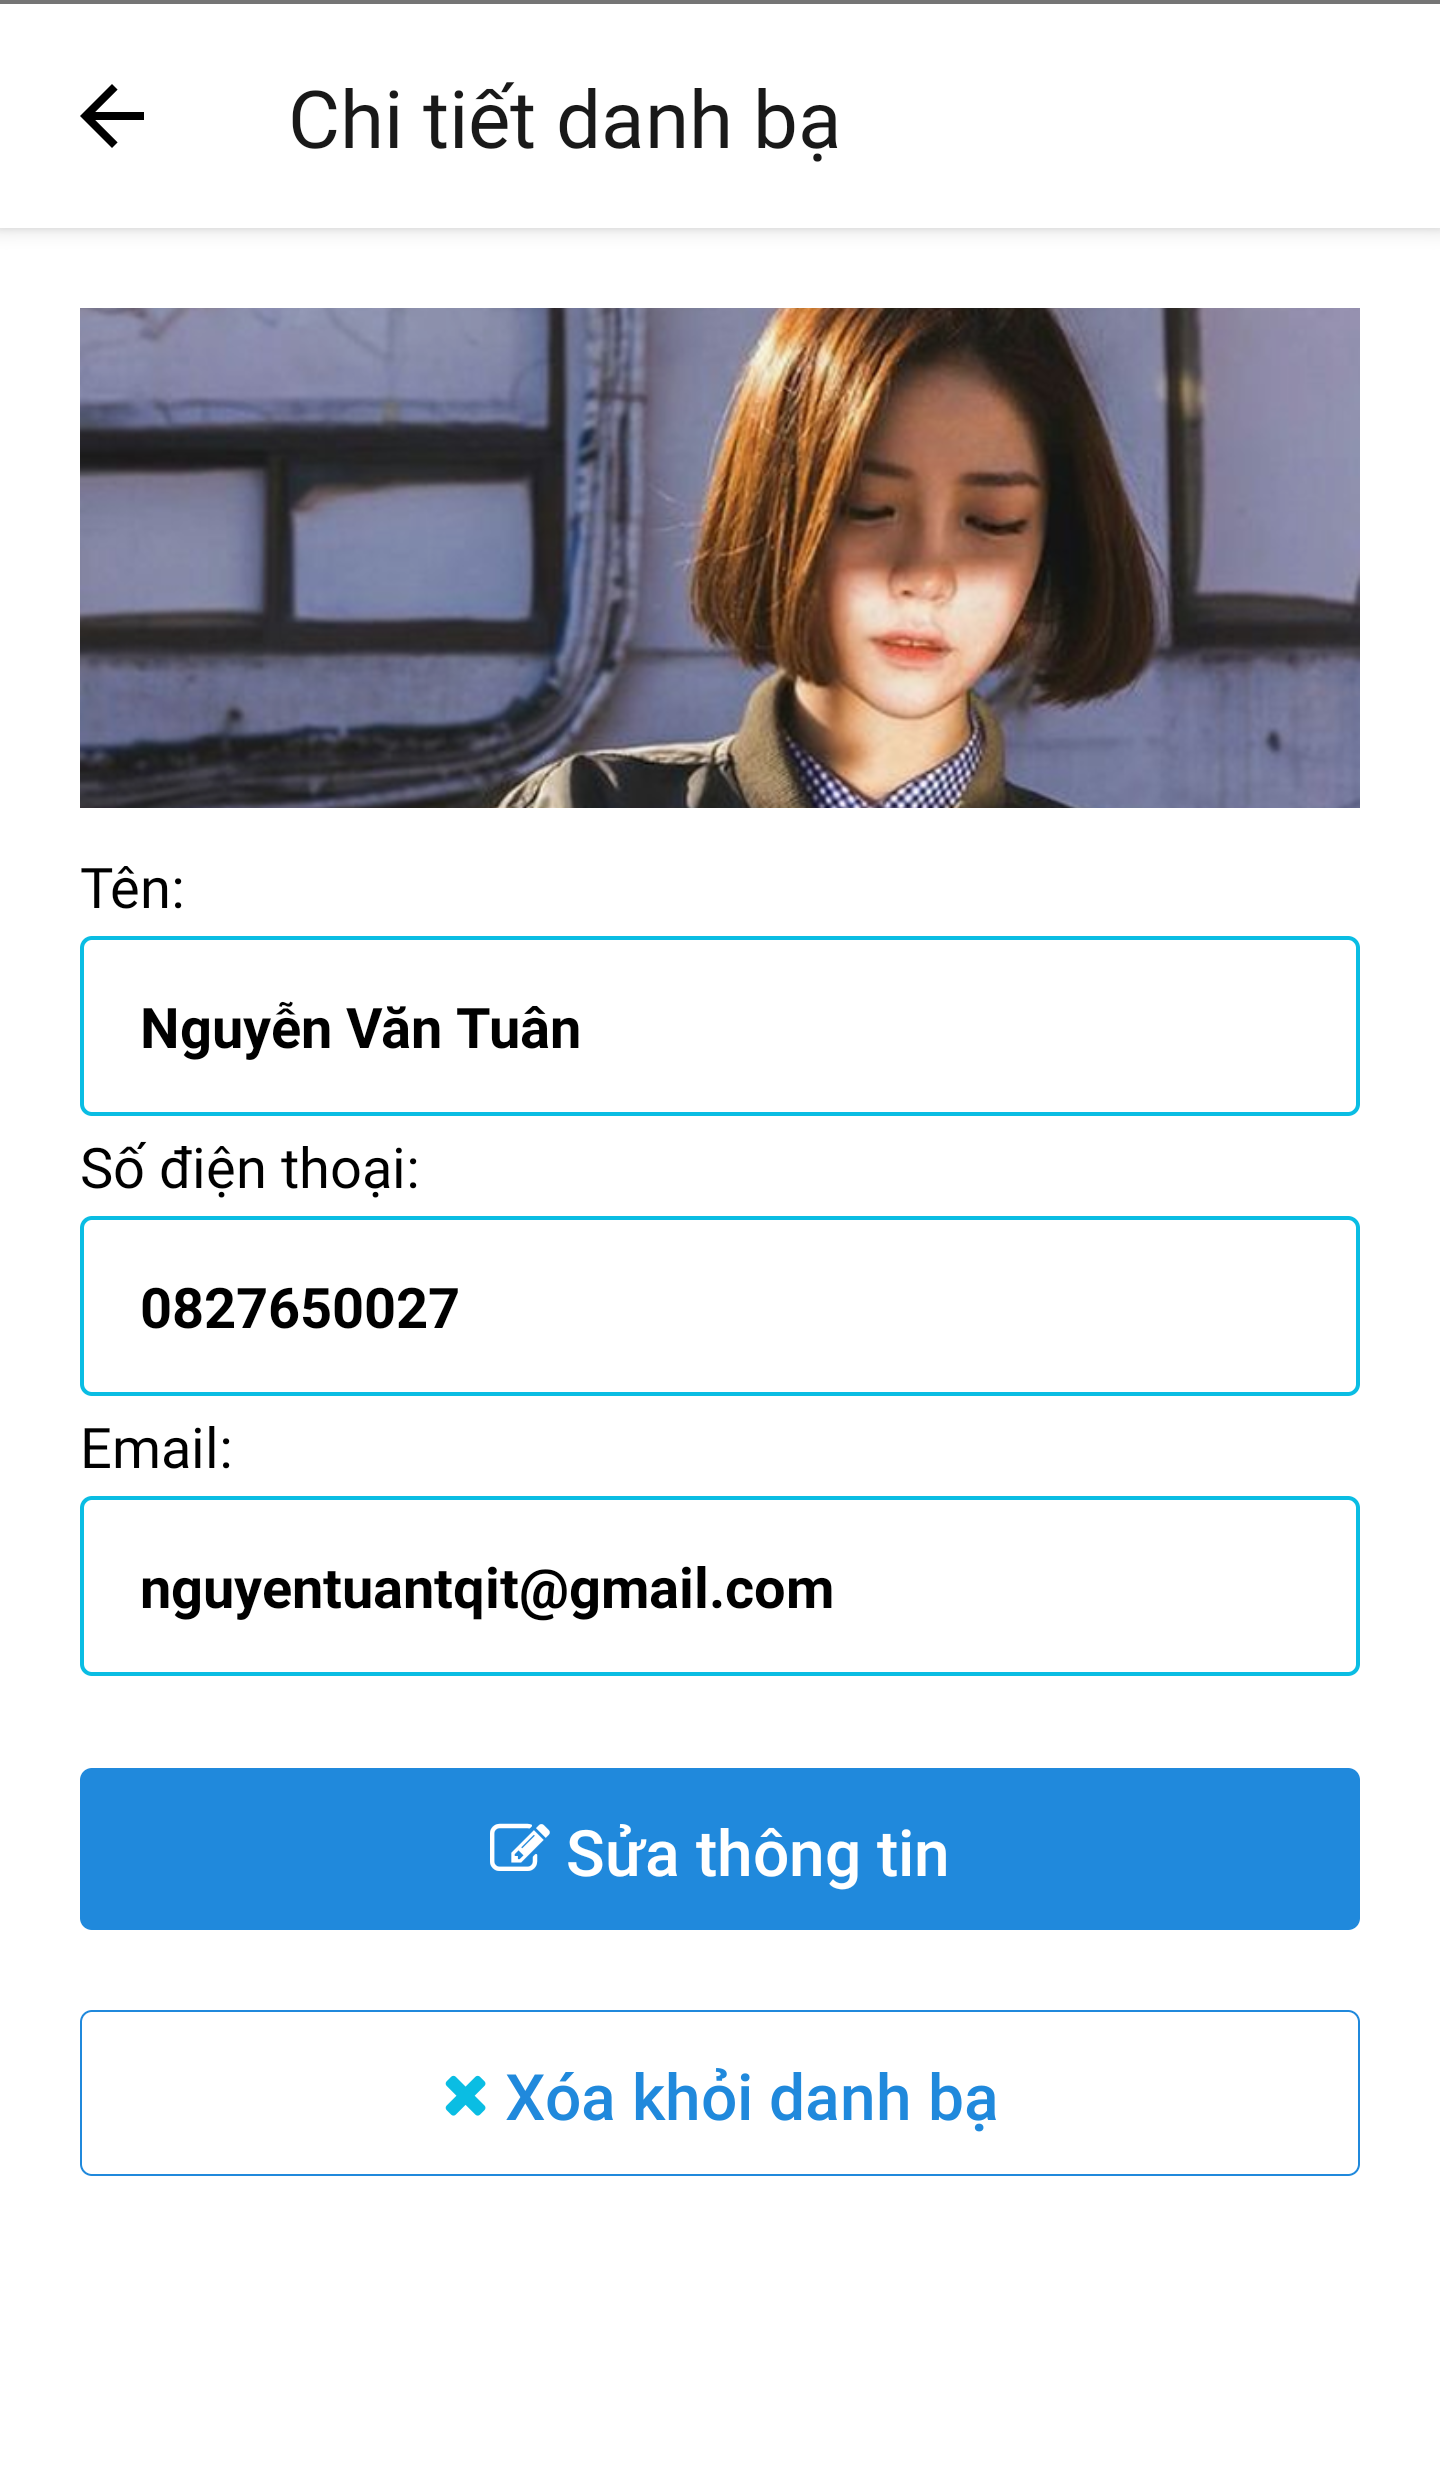 Chi tiết danh bạ
Tên:
Nguyễn Văn Tuân
Số điện thoại:
0827650027
Email:
nguyentuantqit@gmail.com
Sửa thông tin
Xóa khỏi danh bạ